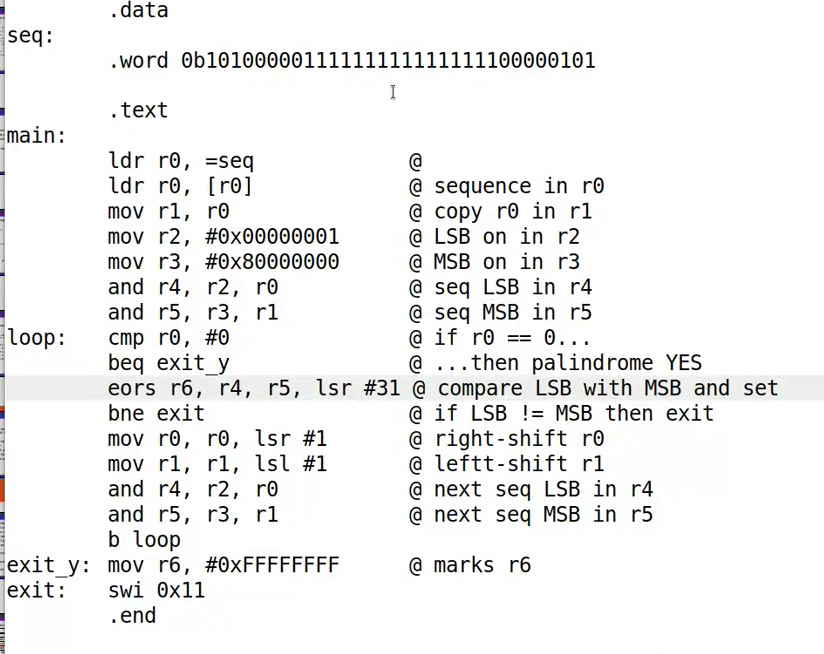 .data
seq:
.word 0b10100000111111111111111100000101
.text
main:
ldr r0, =seq @
ldr r0, [r0] @ sequence in r0
mov r1, r0 @ copy r0 in r1
mov r2, #0x00000001 @ LSB on in r2
mov r3, #0x80000000 @ MSB on in r3
and r4, r2, r0 @ seq LSB in r4
and r5, r3, r1 @ seq MSB in r5
loop: cmp r0, #0 @ if r0 == 0...
beq exit_y @ ...then palindrome YES
eors r6, r4, r5, lsr #31 @ compare LSB with MSB and set
bne exit @ if LSB != MSB then exit
mov r0, r0, lsr #1 @ right-shift r0
mov r1, r1, lsl #1 @ leftt-shift r1
and r4, r2, r0 @ next seq LSB in r4
and r5, r3, r1 @ next seq MSB in r5
b loop
exit_y: mov r6, #0xFFFFFFFF @ marks r6
exit: swi 0x11
.end